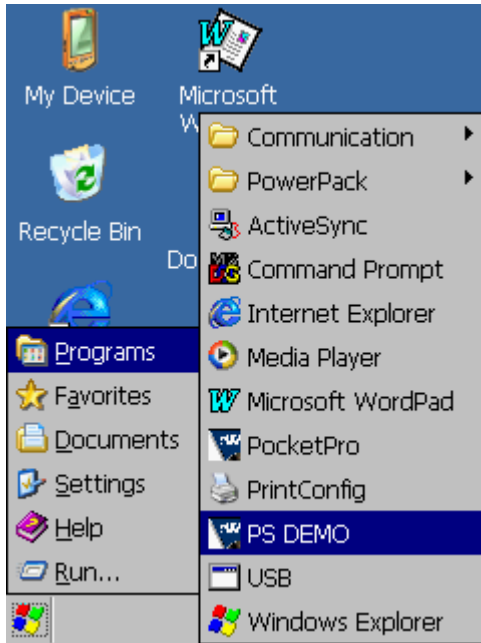 My Device
Microsoft
W
Recycle Bin
Do
Communication
PowerPack
ActiveSync
Command Prompt
Internet Explorer
Media Player
Microsoft WordPad
PocketPro
PrintConfig
PS DEMO
USB
Windows Explorer
Programs
Favorites
Documents
Settings
Help
Run...